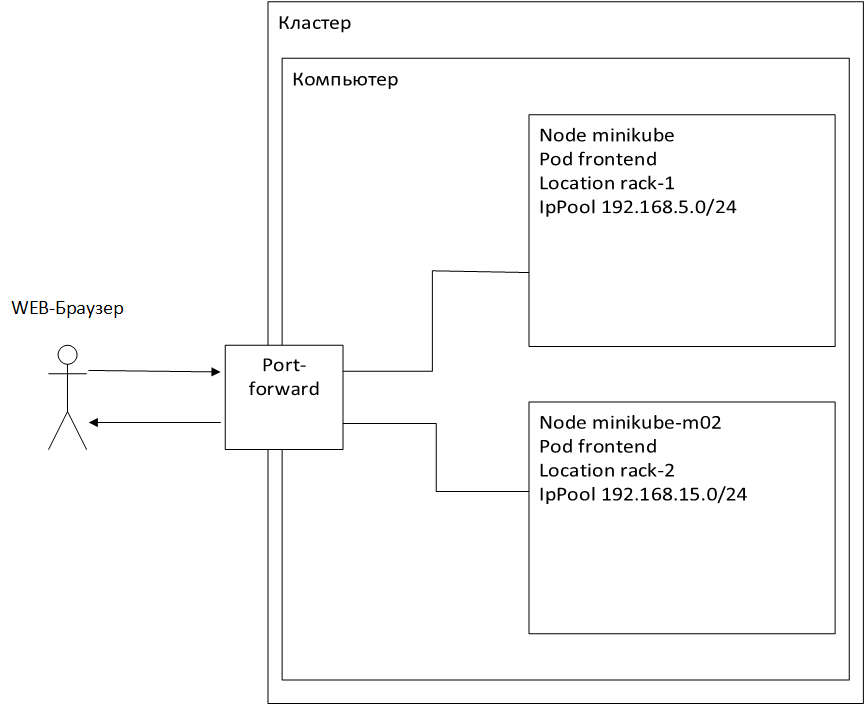 Кластер
Компьютер
Node minikube
Pod frontend
Location rack-1
IpPool 192.168.5.0/24
WEB-Браузер
Port-
forward
Node minikube-m02
Pod frontend
Location rack-2
IpPool 192.168.15.0/24